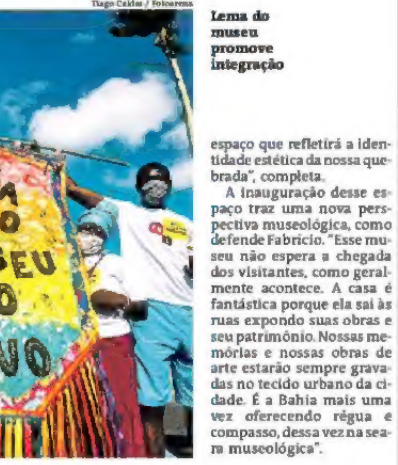 Tiago Caldas / Fotoarena
Lema do
museu
promove
integração
espaço que refletirá a iden-
tidade estética da nossa que-
brada", completa.
A inauguração desse es-
paço traz uma nova pers-
pectiva museológica, como
defende Fabrício. "Esse mu-
seu não espera a chegada
dos visitantes, como geral-
mente acontece. A casa é
fantástica porque ela sai às
ruas expondo suas obras e
seu patrimônio. Nossas me-
mórias e nossas obras de
arte estarão sempre grava-
das no tecido urbano da ci-
dade. É a Bahia mais uma
vez oferecendo régua e
compasso, dessa vez na sea-
ra museológica".
A
O
SEU
O
VO